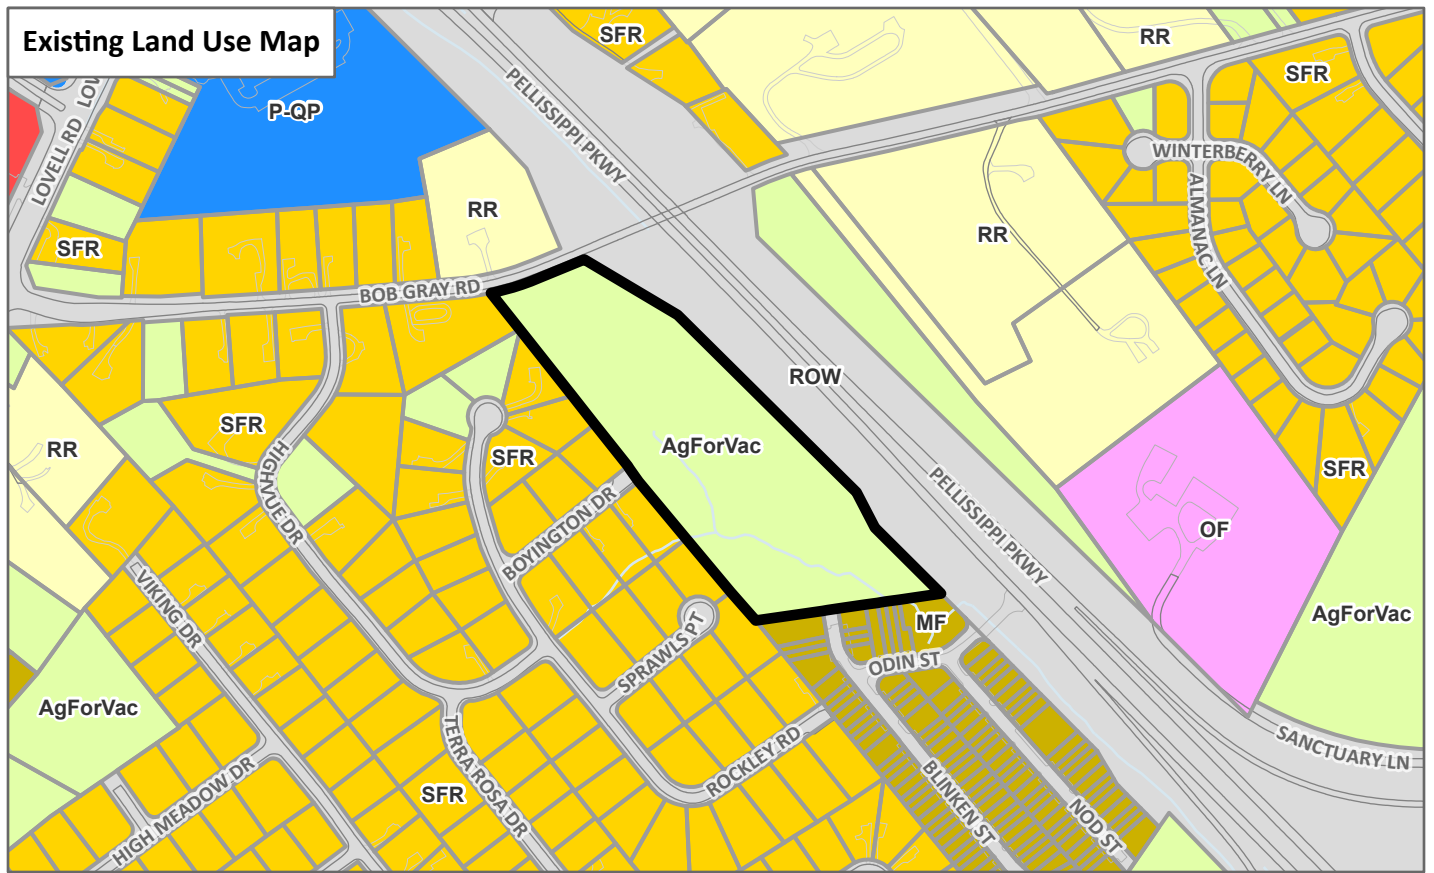 Existing Land Use Map
SFR
RR
SFR
LOV
P-QP
PELLISSIPPI PKWY
LOVELL RD
WINTERBERRY LN
ALMANAC LN
RR
RR
SFR
BOB GRAY RD
ROW
SFR
RR
HIGHVUE DR
SFR
AgForVac
SFR
PELLISSIPPI PKWY
BOYINGTON DR
OF
VIKING DR
SPRAWLS PT
MF
AgForVac
ODIN ST
AgForVac
TERRA ROSA DR
ROCKLEY RD
SANCTUARY LN
HIGH MEADOW DR
SFR
BLINKEN ST
NOD ST